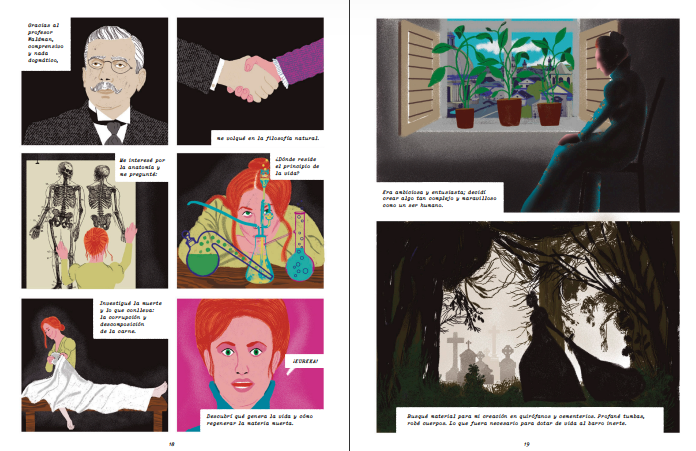 Gracias al
profesor
Waldman,
comprensivo
y nada
dogmático,
me volqué en la filosofía natural.
Me interesé por
la anatomía y
me pregunté:
¿Dónde reside
el principio de
la vida?
Investigué la muerte
y lo que conlleva:
la corrupción y
descomposición
de la carne.
¡EUREKA!
Descubrí qué genera la vida y cómo
regenerar la materia muerta.
18
Era ambiciosa y entusiasta; decidí
crear algo tan complejo y maravilloso
como un ser humano.
Busqué material para mi creación en quirófanos y cementerios. Profané tumbas,
robé cuerpos. Lo que fuera necesario para dotar de vida al barro inerte.
19